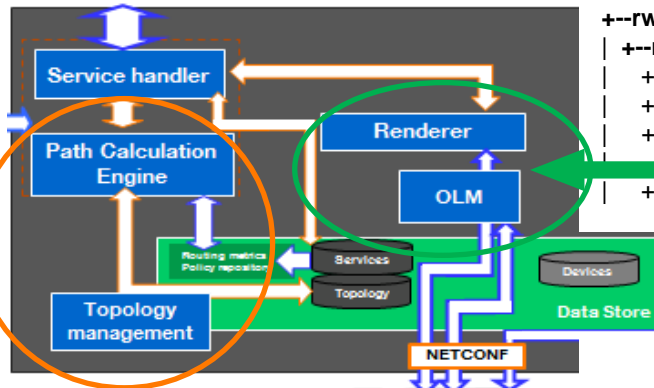 +--rw
| +--r
| +
| +
| +
| +
Service handler
Renderer
Path Calculation
Engine
OLM
Routing metrics
Policy repository
Services
Topology
Devices
Topology
management
Data Store
NETCONF